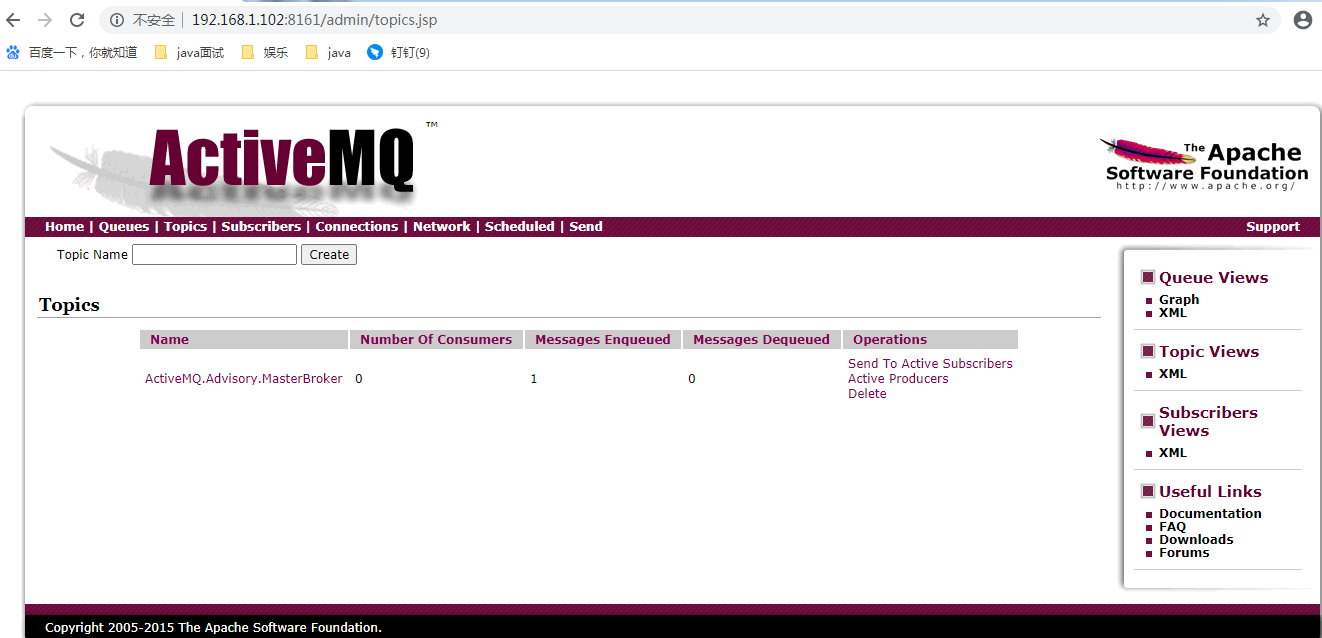 不安全 | 192.168.1.102:8161/admin/topics.jsp
百度一下，你就知道 java面试 娱乐 java 钉钉(9)
ActiveMQ™
The Apache
Software Foundation
http://www.apache.org/
Home | Queues | Topics | Subscribers | Connections | Network | Scheduled | Send Support
Topic Name Create
Topics
Name Number Of Consumers Messages Enqueued Messages Dequeued Operations
ActiveMQ.Advisory.MasterBroker 0 1 0 Send To Active Subscribers
Active Producers
Delete
Queue Views
Graph
XML
Topic Views
XML
Subscribers
Views
XML
Useful Links
Documentation
FAQ
Downloads
Forums
Copyright 2005-2015 The Apache Software Foundation.